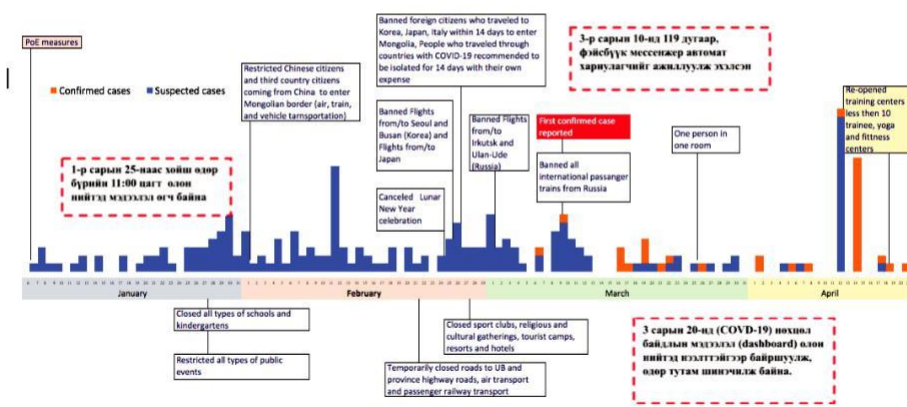 PoE measures
Confirmed cases
Suspected cases
1-р сарын 25-наас хойш өдөр
бүрийн 11:00 цагт олон
нийтэд мэдээлэл өгч байна
Restricted Chinese citizens
and third country citizens
coming from China to enter
Mongolian border (air, train,
and vehicle tarnsportation)
Banned foreign citizens who traveled to
Korea, Japan, Italy within 14 days to enter
Mongolia, People who traveled through
countries with COVID-19 recommended to
be isolated for 14 days with their own
expense
Banned Flights
from/to Seoul and
Busan (Korea) and
Flights from/to
Japan
Canceled Lunar
New Year
celebration
Banned Flights
from/to
Irkutsk and
Ulan-Ude
(Russia)
3-р сарын 10-нд 119 дугаар,
фэйсбүүк мессенжер автомат
хариулагчийг ажиллуулж эхэлсэн
First confirmed case
reported
Banned all
international passenger
trains from Russia
One person in
one room
Re-opened
training centers
less then 10
trainee, yoga
and fittness
centers
January
February
March
April
Closed all types of schools and
kindergartens
Restricted all types of public
events
Closed sport clubs, religious and
cultural gatherings, tourist camps,
resorts and hotels
Temporarily closed roads to UB and
province highway roads, air transport
and passenger railway transport
3 сарын 20-нд (COVD-19) нөхцөл
байдлын мэдээлэл (dashboard) олон
нийтэд нээлттэйгээр байршуулж,
өдөр тутам шинэчилж байна.